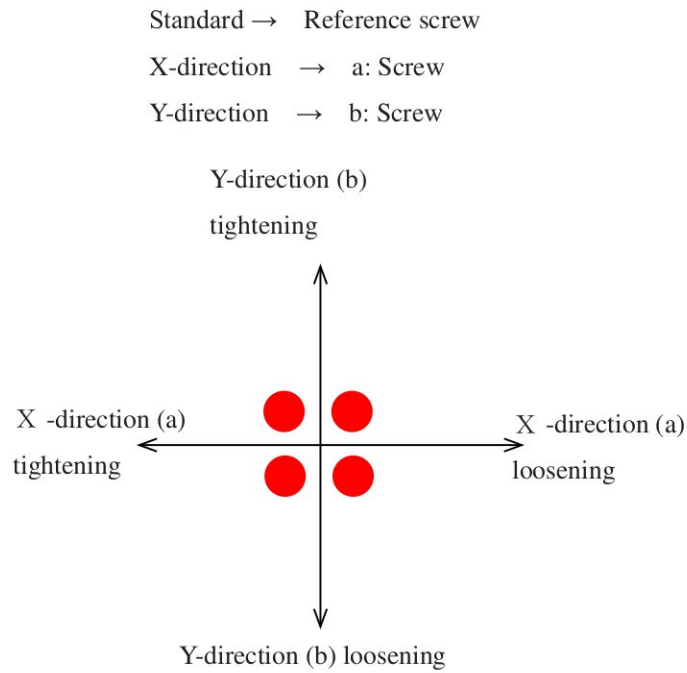 Standard → Reference screw
X-direction → a: Screw
Y-direction → b: Screw
Y-direction (b)
tightening
X -direction (a)
tightening
X -direction (a)
loosening
Y-direction (b) loosening